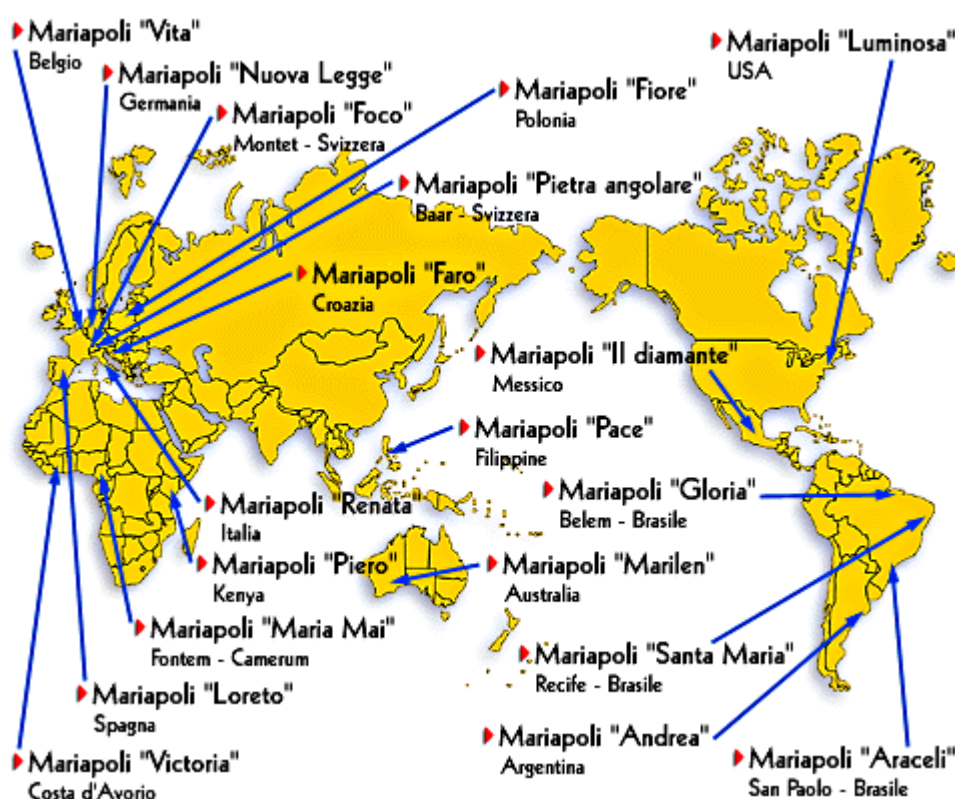 Mariapoli "Vita"
Belgio
Mariapoli "Luminosa"
USA
Mariapoli "Nuova Legge"
Germania
Mariapoli "Fiore"
Polonia
Mariapoli "Foco"
Montet - Svizzera
Mariapoli "Pietra angolare"
Baar - Svizzera
Mariapoli "Faro"
Croazia
Mariapoli "Il diamante"
Messico
Mariapoli "Pace"
Filippine
Mariapoli "Gloria"
Belem - Brasile
Mariapoli "Renata"
Italia
Mariapoli "Piero"
Kenya
Mariapoli "Marilen"
Australia
Mariapoli "Maria Mai"
Fontem - Camerum
Mariapoli "Santa Maria"
Recife - Brasile
Mariapoli "Loreto"
Spagna
Mariapoli "Andrea"
Argentina
Mariapoli "Victoria"
Costa d'Avorio
Mariapoli "Araceli"
San Paolo - Brasile